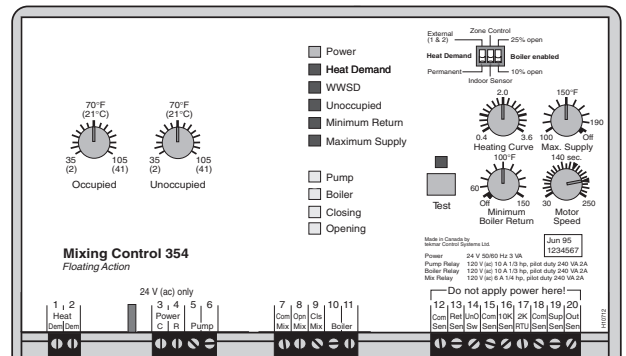 External
(1 & 2)
Zone Control
25% open
Heat Demand
Boiler enabled
Permanent
10% open
Indoor Sensor
Power
Heat Demand
WWSD
Unoccupied
Minimum Return
Maximum Supply
Pump
Boiler
Closing
Opening
70°F
(21°C)
35
(2)
105
(41)
Occupied
70°F
(21°C)
35
(2)
105
(41)
Unoccupied
2.0
0.4
3.6
Heating Curve
150°F
100
190
Off
Max. Supply
Test
100°F
60
Off
150
Minimum
Boiler Return
140 sec.
30
250
Motor
Speed
Mixing Control 354
Floating Action
Made in Canada by
tekmar Control Systems Ltd.
Jun 95
1234567
Power 24 V 50/60 Hz 3 VA
Pump Relay 120 V (ac) 10 A 1/3 hp, pilot duty 240 VA 2A
Boiler Relay 120 V (ac) 10 A 1/3 hp, pilot duty 240 VA 2A
Mix Relay 120 V (ac) 6 A 1/4 hp, pilot duty 240 VA 2A
24 V (ac) only
Do not apply power here!
1 2
Heat
Dem Dem
3 4 5 6
Power
C R Pump
7 8 9 10 11
Com Opn Cls
Mix Mix Mix Boiler
12 13 14 15 16 17 18 19 20
Com Ret UnO Com 10K 2K Com Sup Out
Sen Sen Sw Sen Sen RTU Sen Sen Sen
H10712